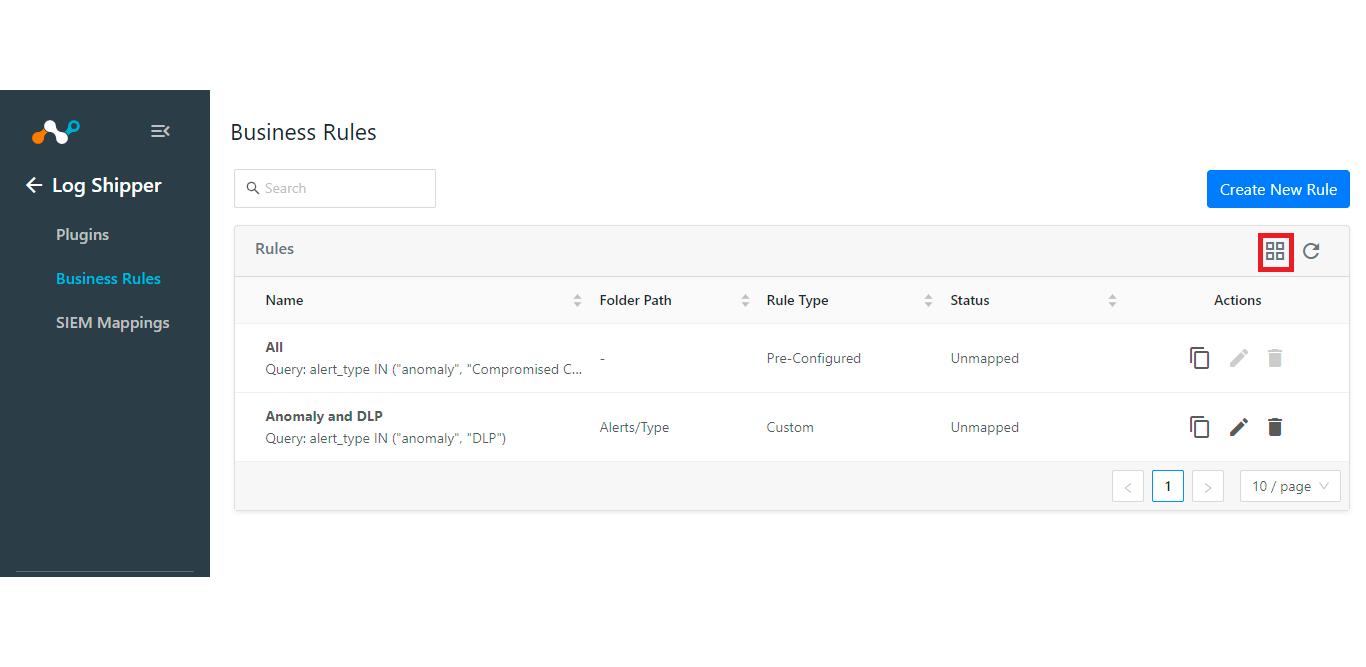 Business Rules
Log Shipper
Plugins
Business Rules
SIEM Mappings
Search
Create New Rule
Rules
Name Folder Path Rule Type Status Actions
All
Query: alert_type IN ("anomaly", "Compromised C...
- Pre-Configured Unmapped
Anomaly and DLP
Query: alert_type IN ("anomaly", "DLP")
Alerts/Type Custom Unmapped
< 1 > 10 / page